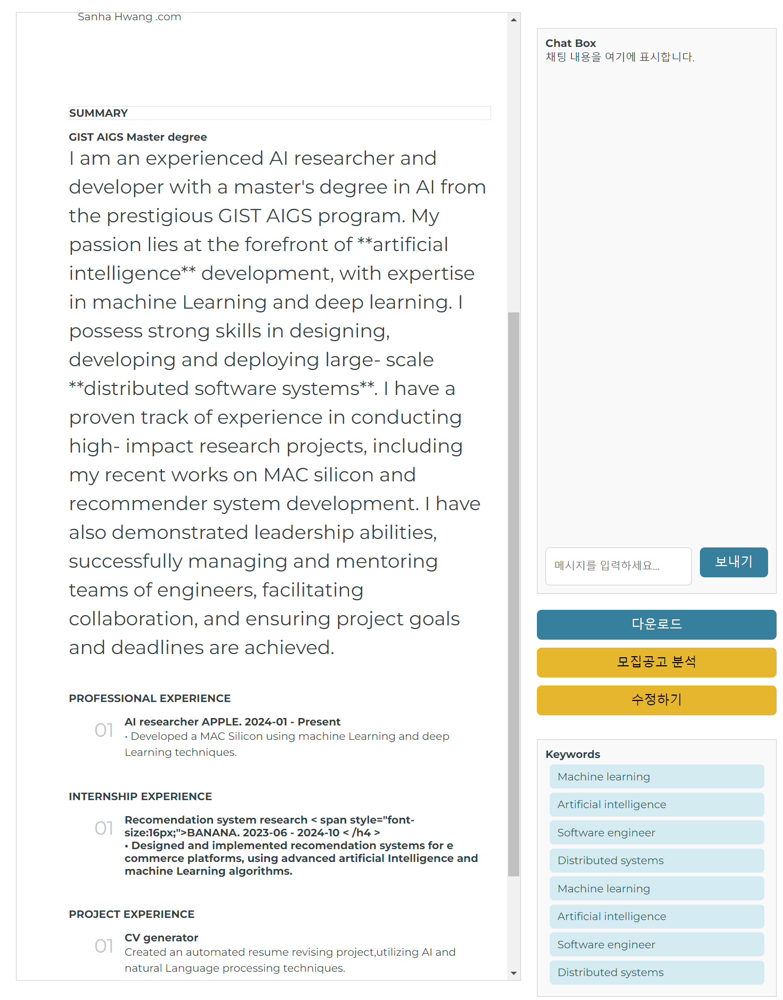 Sanha Hwang .com
SUMMARY
GIST AIGS Master degree
I am an experienced AI researcher and
developer with a master's degree in AI from
the prestigious GIST AIGS program. My
passion lies at the forefront of **artificial
intelligence** development, with expertise
in machine Learning and deep learning. I
possess strong skills in designing,
developing and deploying large- scale
**distributed software systems**. I have a
proven track of experience in conducting
high- impact research projects, including
my recent works on MAC silicon and
recommender system development. I have
also demonstrated leadership abilities,
successfully managing and mentoring
teams of engineers, facilitating
collaboration, and ensuring project goals
and deadlines are achieved.
PROFESSIONAL EXPERIENCE
01
AI researcher APPLE. 2024-01 - Present
• Developed a MAC Silicon using machine Learning and deep
Learning techniques.
INTERNSHIP EXPERIENCE
01
Recomendation system research < span style="font-
size:16px;">BANANA. 2023-06 - 2024-10 < /h4 >
• Designed and implemented recomendation systems for e
commerce platforms, using advanced artificial Intelligence and
machine Learning algorithms.
PROJECT EXPERIENCE
01
CV generator
Created an automated resume revising project,utilizing AI and
natural Language processing techniques.
Chat Box
채팅 내용을 여기에 표시합니다.
메시지를 입력하세요...
보내기
다운로드
모집공고 분석
수정하기
Keywords
Machine learning
Artificial intelligence
Software engineer
Distributed systems
Machine learning
Artificial intelligence
Software engineer
Distributed systems